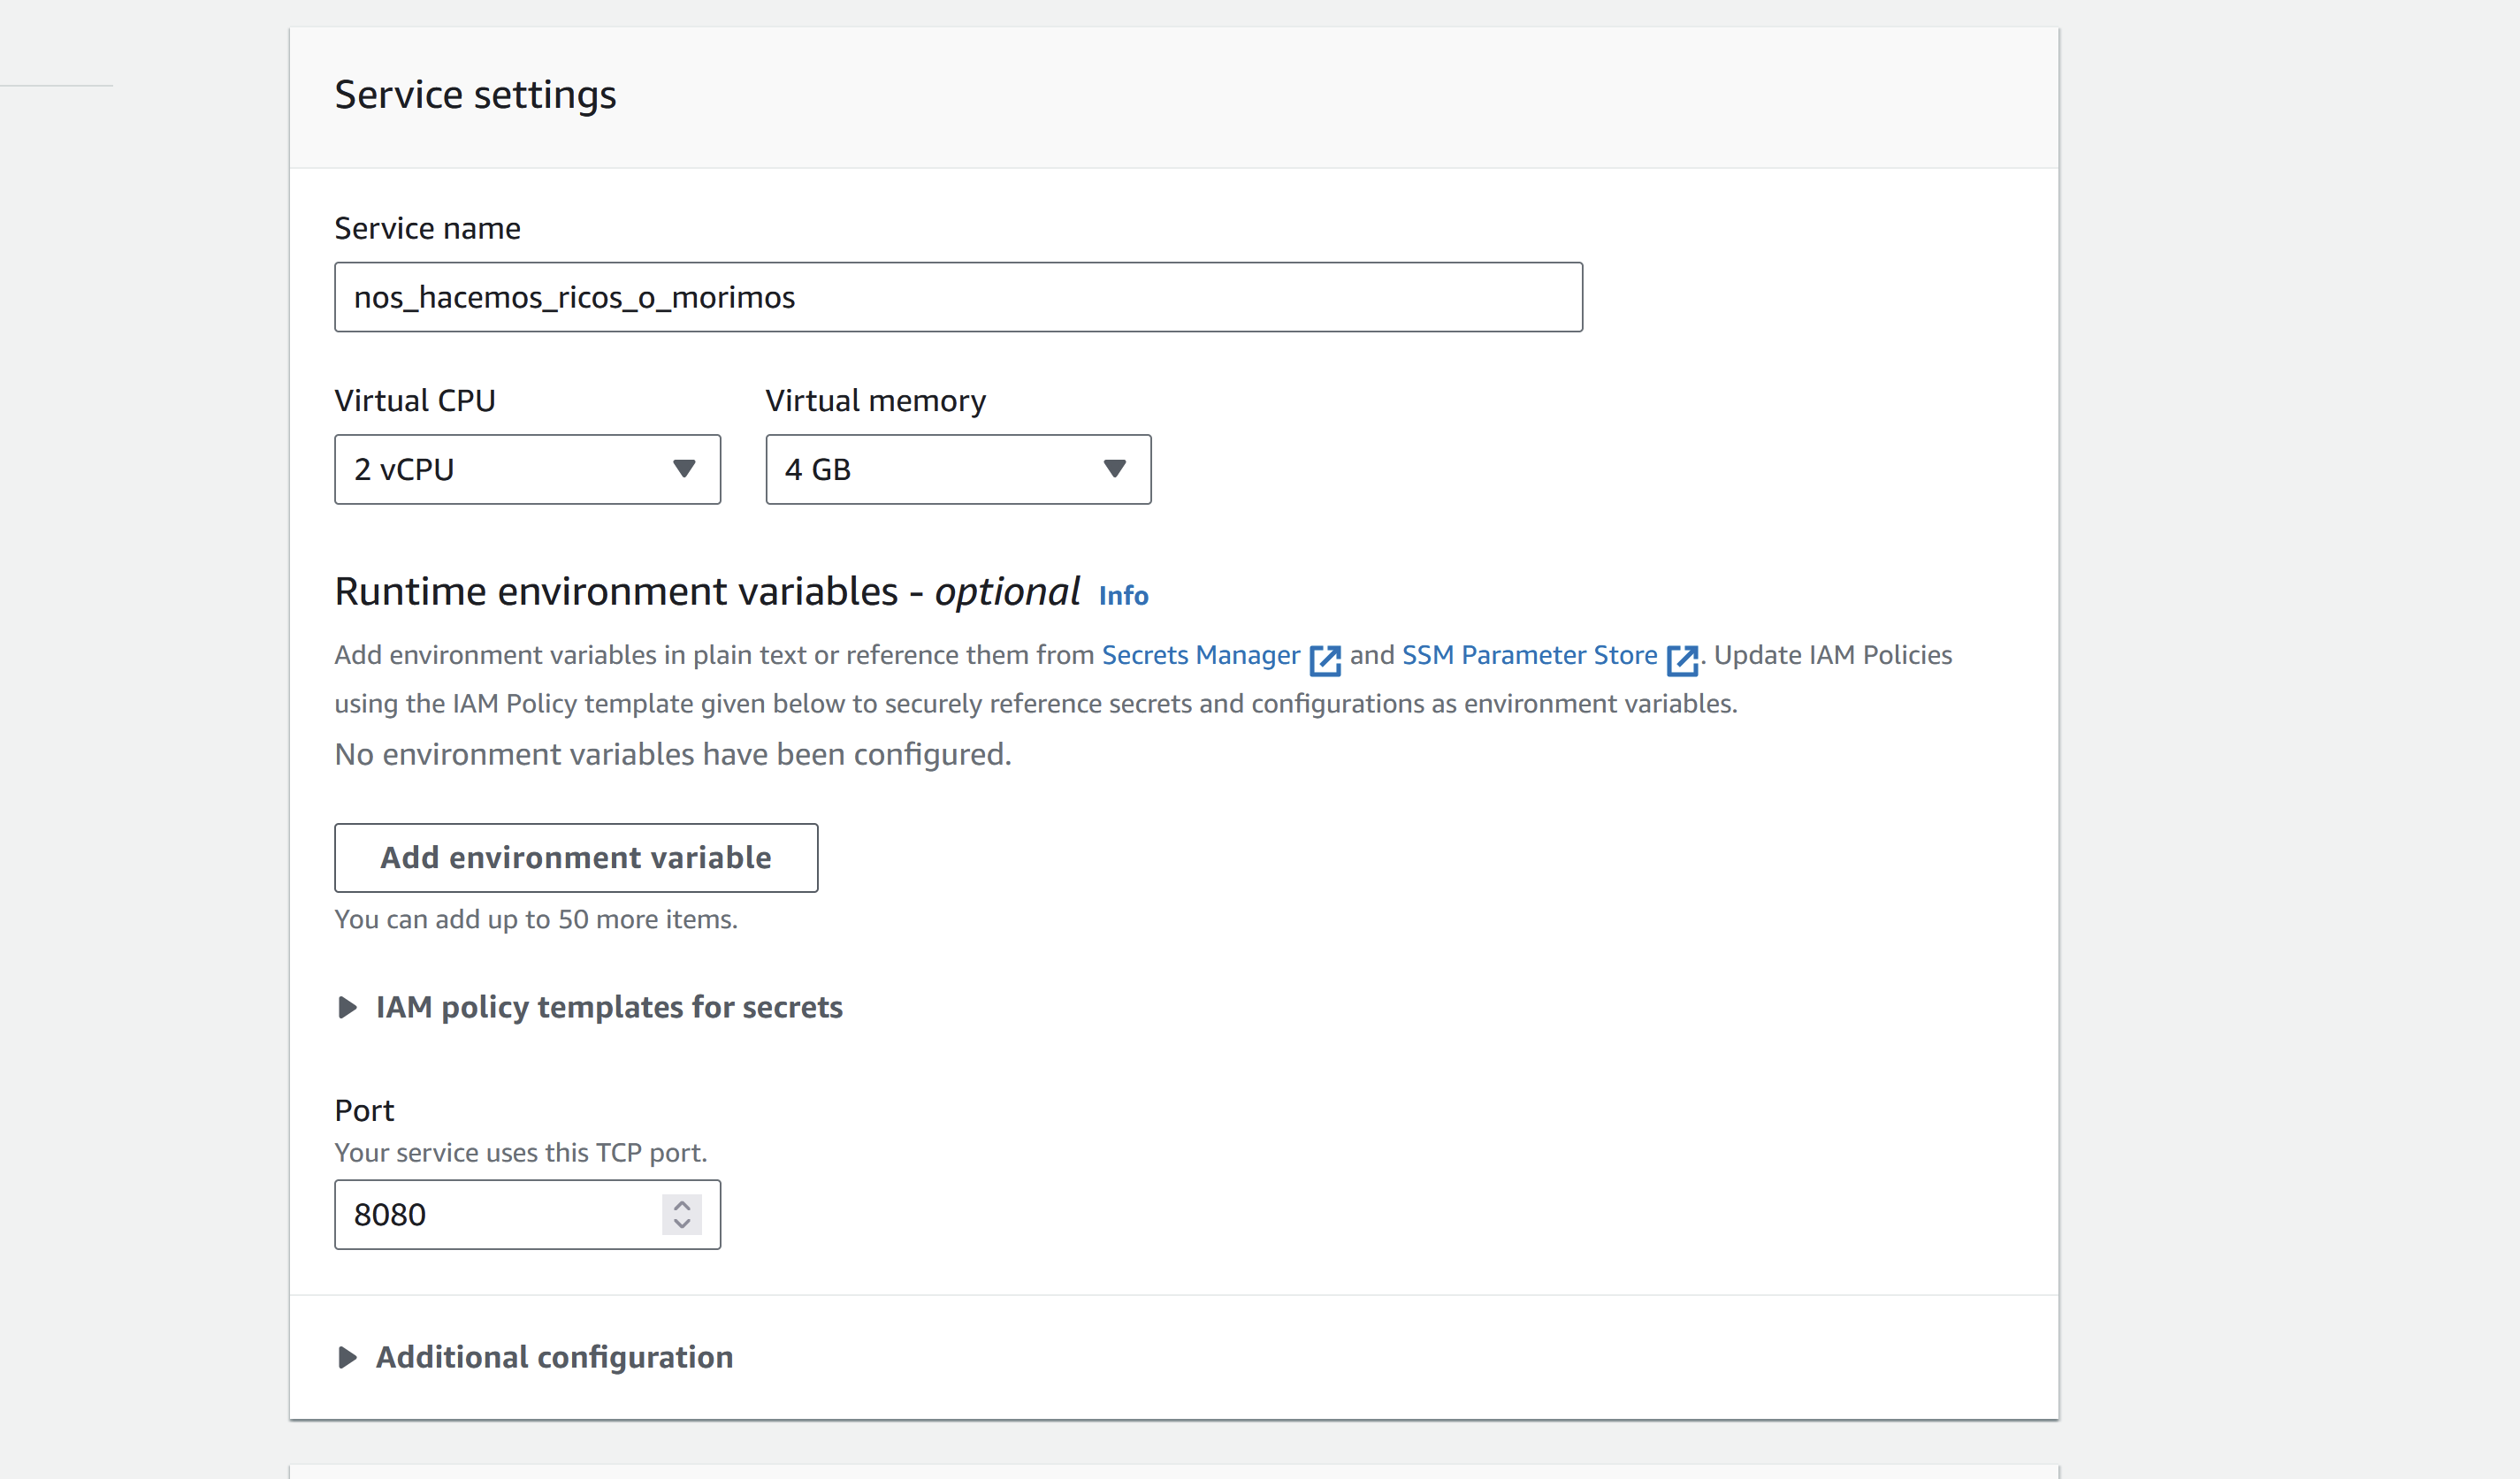 Service settings
Service name
nos_hacemos_ricos_o_morimos
Virtual CPU
Virtual memory
2 vCPU
4 GB
Runtime environment variables - optional Info
Add environment variables in plain text or reference them from Secrets Manager and SSM Parameter Store . Update IAM Policies
using the IAM Policy template given below to securely reference secrets and configurations as environment variables.
No environment variables have been configured.
Add environment variable
You can add up to 50 more items.
IAM policy templates for secrets
Port
Your service uses this TCP port.
8080
Additional configuration